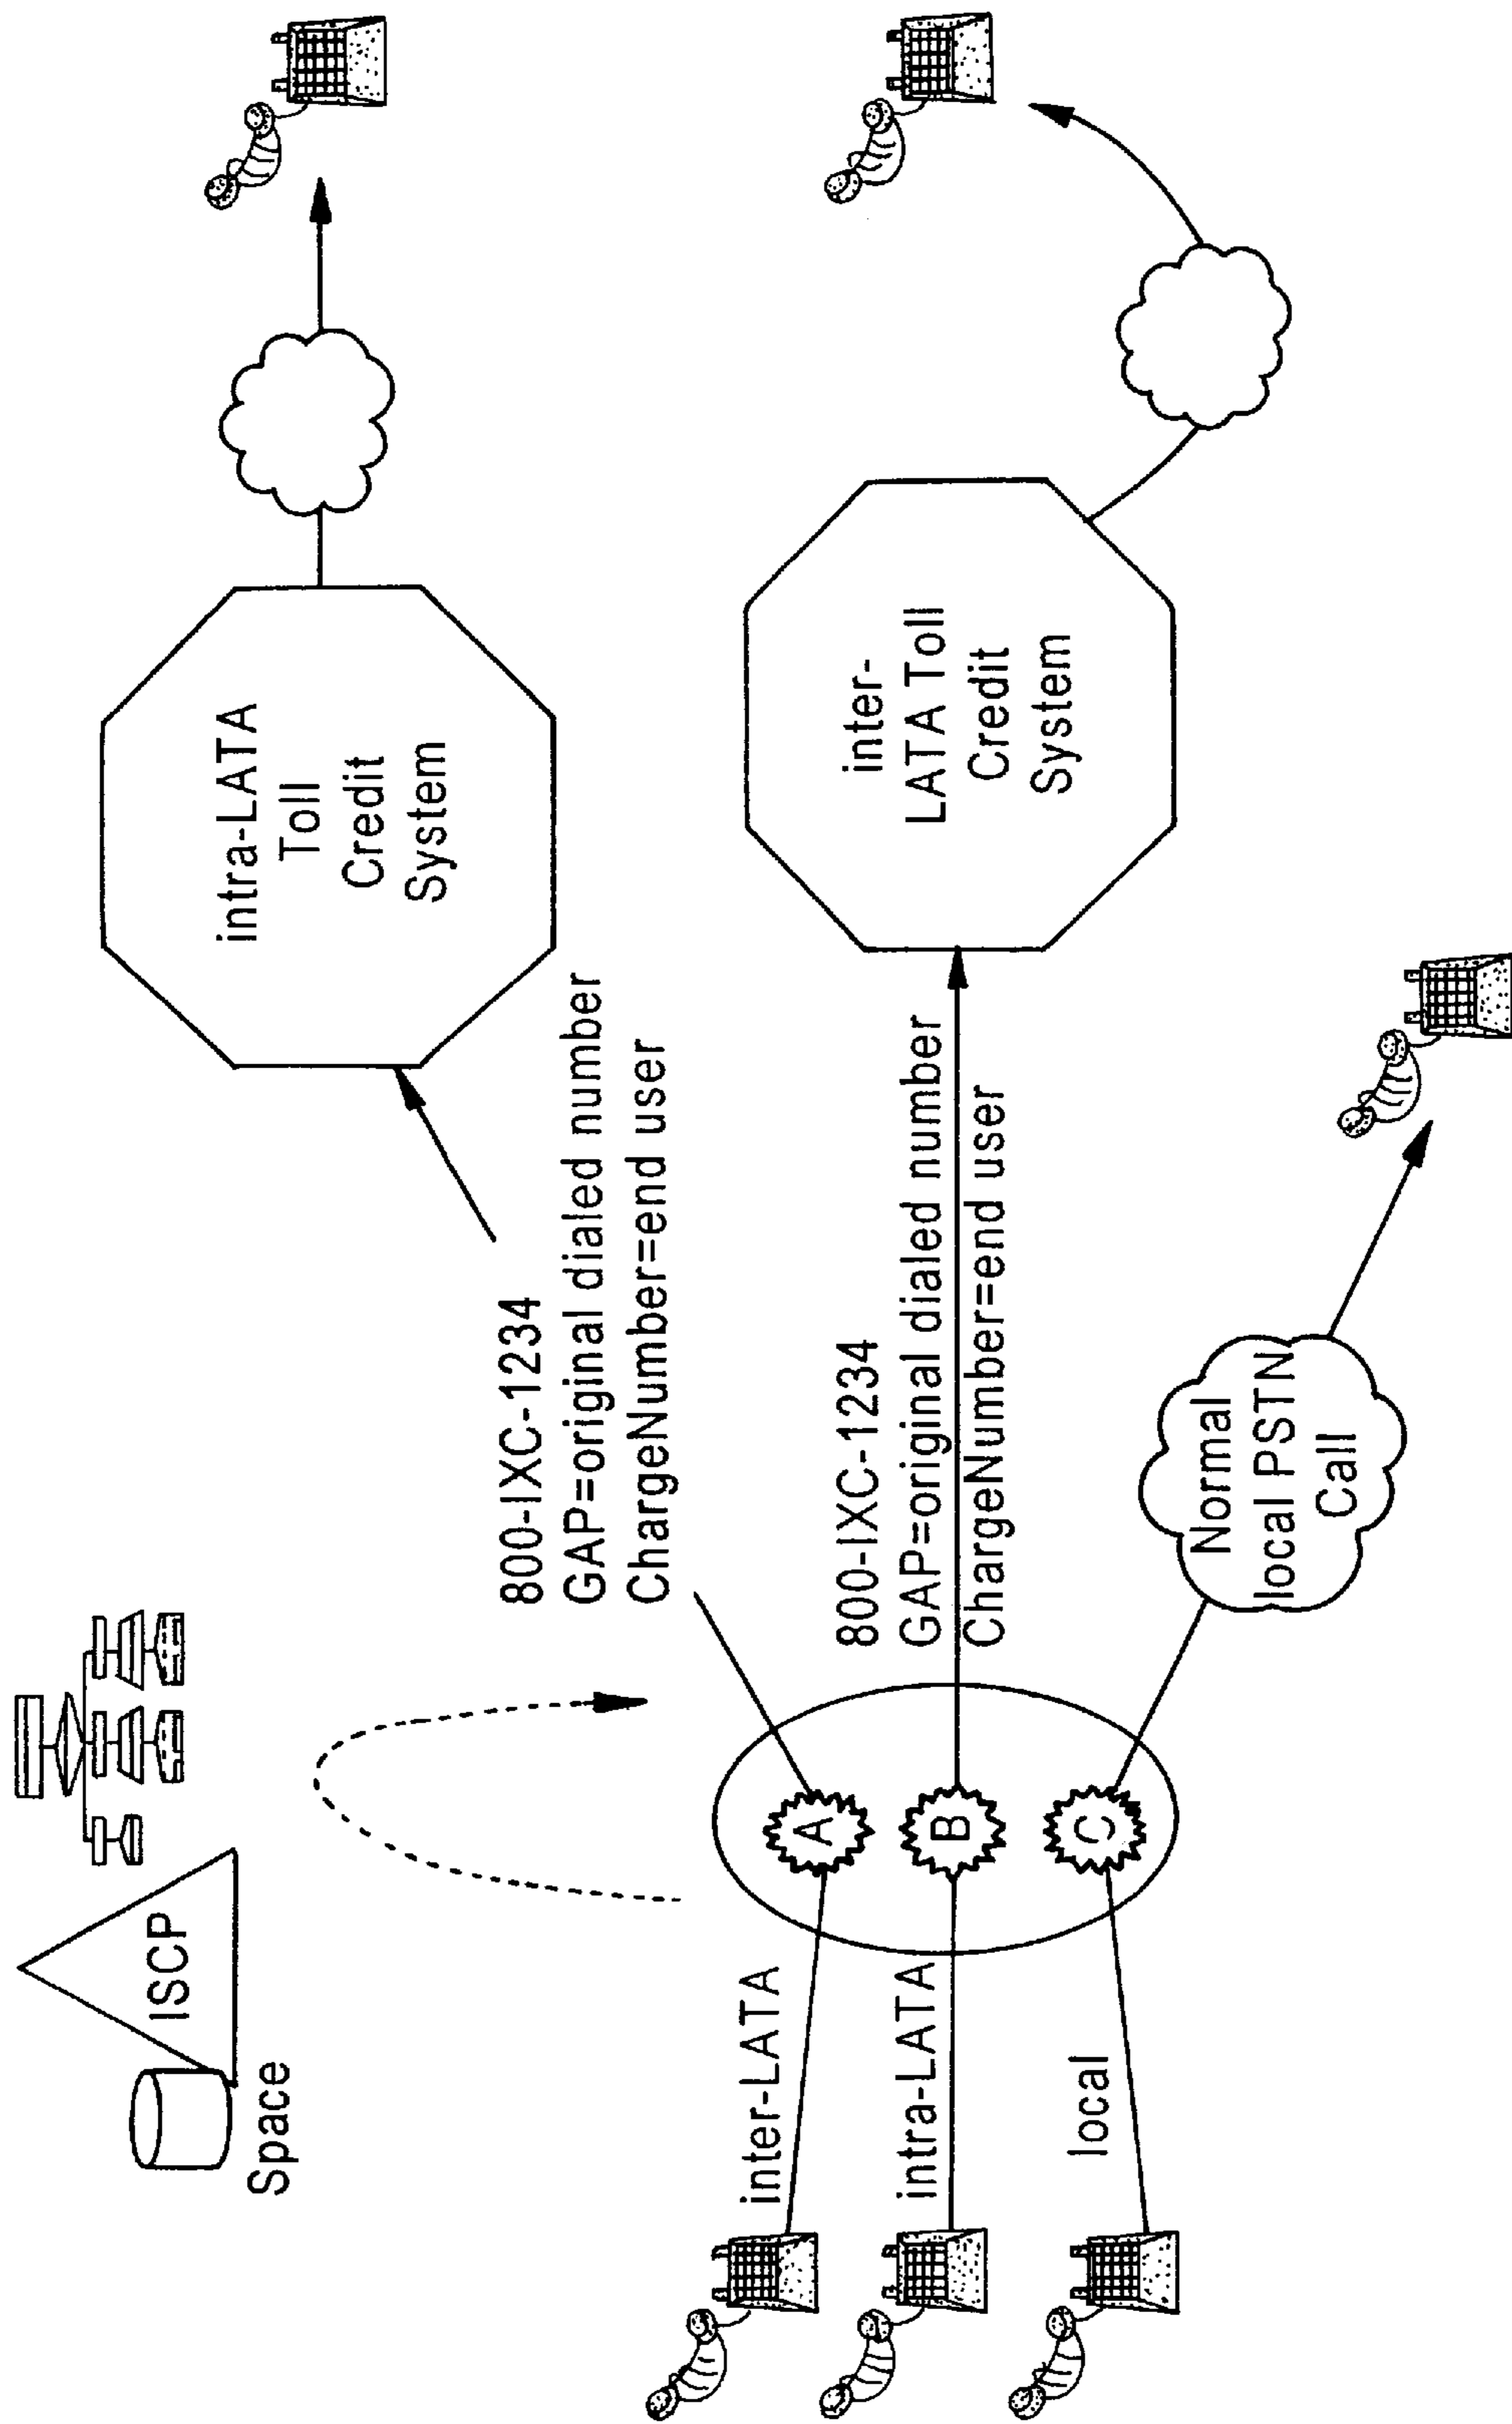 ISCP
Space
intra-LATA
Toll
Credit
System
800-IXC-1234
GAP=original dialed number
ChargeNumber=end user
inter-LATA
A
inter-
LATA Toll
Credit
System
800-IXC-1234
GAP=original dialed number
ChargeNumber=end user
intra-LATA
B
local
C
Normal
local PSTN
Call